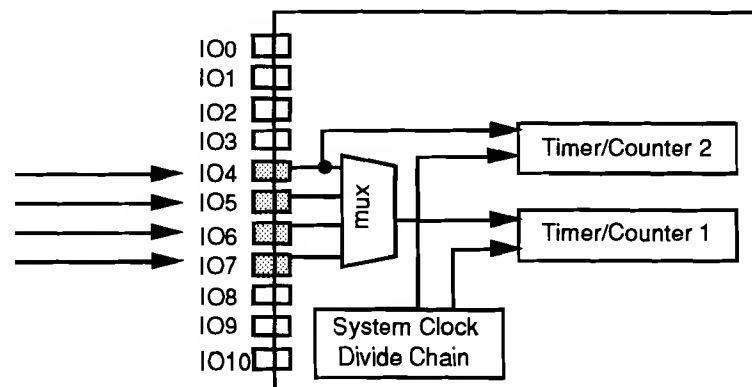 IO0
IO1
IO2
IO3
IO4
IO5
IO6
IO7
IO8
IO9
IO10
mux
Timer/Counter 2
Timer/Counter 1
System Clock
Divide Chain